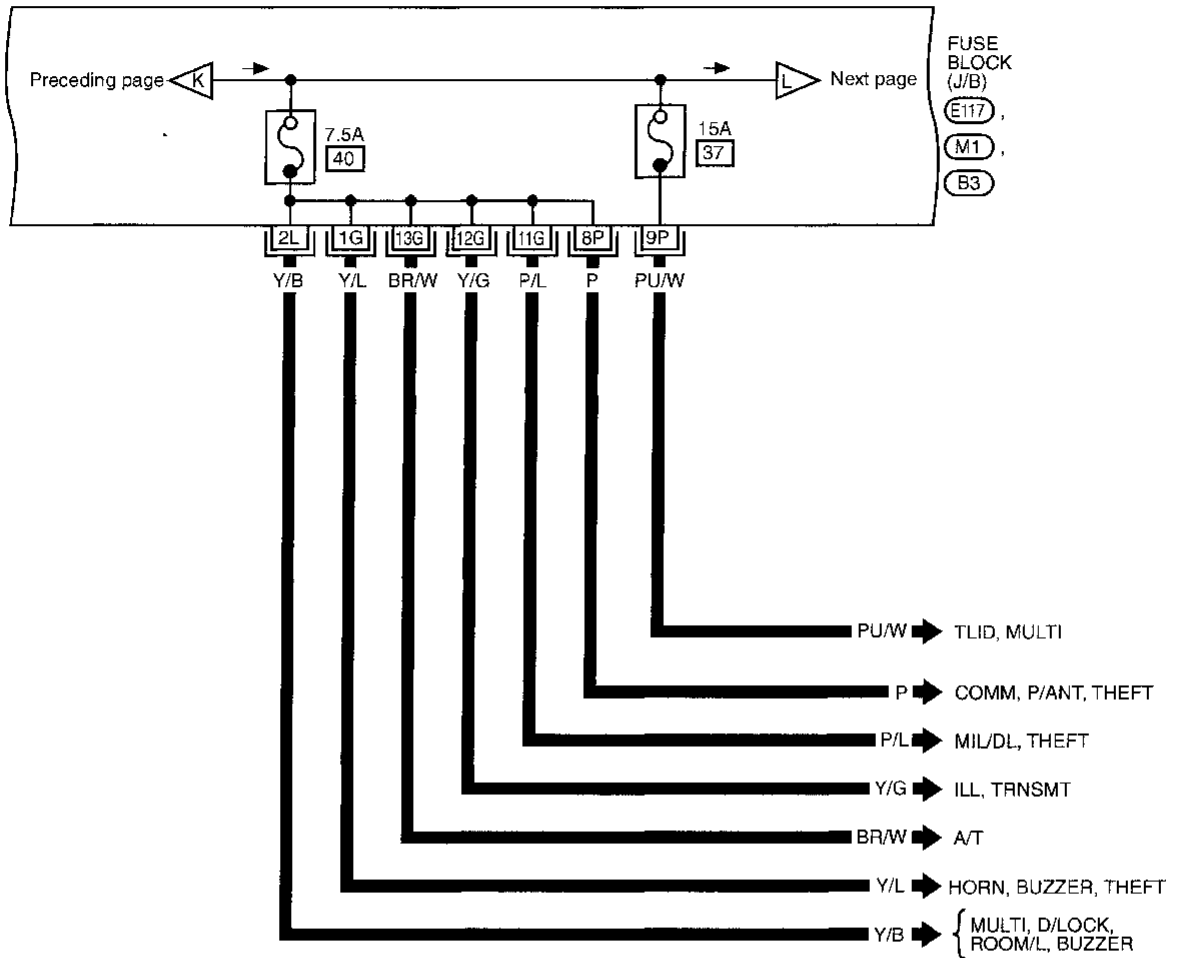 Preceding page K
L Next page
FUSE
BLOCK
(J/B)
E117 ,
M1 ,
B3
7.5A
40
15A
37
2L 1G 13G 12G 11G 8P 9P
Y/B Y/L BR/W Y/G P/L P PU/W
PU/W TLID, MULTI
P COMM, P/ANT, THEFT
P/L MIL/DL, THEFT
Y/G ILL, TRNSMT
BR/W A/T
Y/L HORN, BUZZER, THEFT
Y/B MULTI, D/LOCK,
ROOM/L, BUZZER